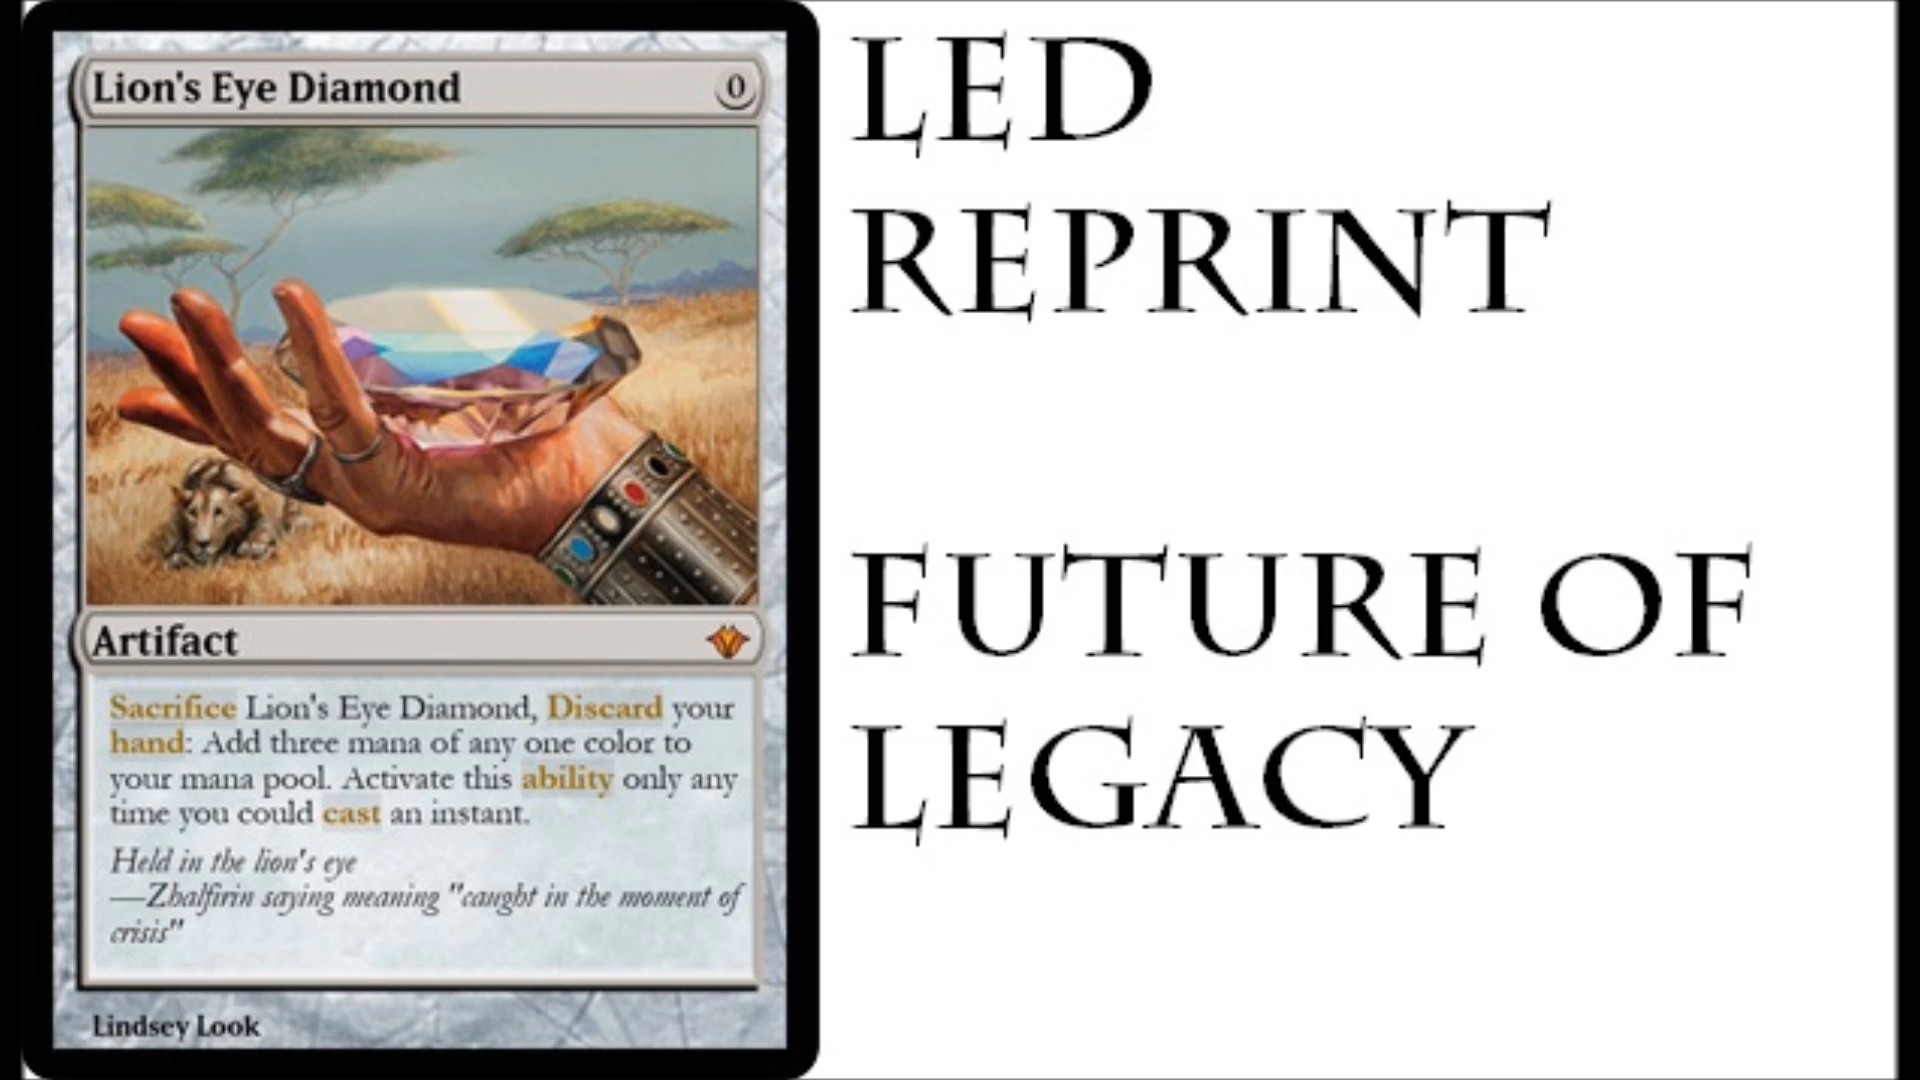 Lion's Eye Diamond 0
Artifact
Sacrifice Lion's Eye Diamond, Discard your
hand: Add three mana of any one color to
your mana pool. Activate this ability only any
time you could cast an instant.
Held in the lion's eye
—Zhalfirin saying meaning "caught in the moment of
crisis"
Lindsey Look
LED
REPRINT
FUTURE OF
LEGACY